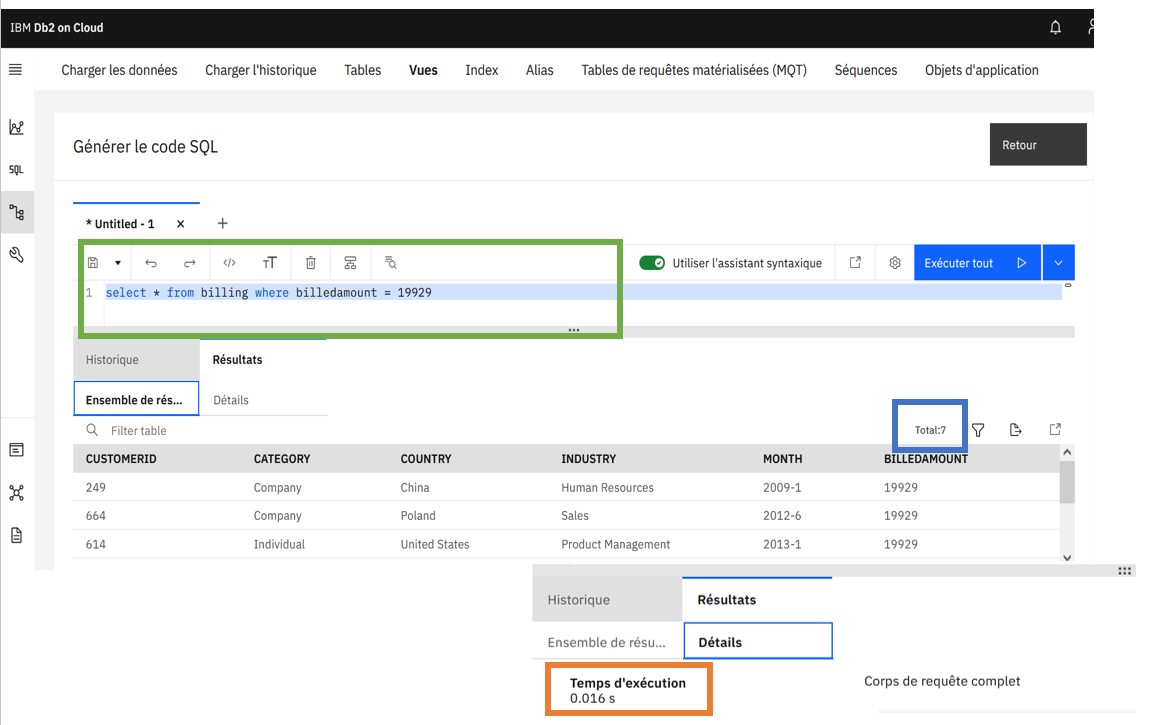 IBM Db2 on Cloud
Charger les données Charger l'historique Tables Vues Index Alias Tables de requêtes matérialisées (MQT) Séquences Objets d'application
SQL
Générer le code SQL
Retour
* Untitled - 1 × +
</> TT Utiliser l'assistant syntaxique Exécuter tout
1 select * from billing where billedamount = 19929
Historique Résultats
Ensemble de rés... Détails
Filter table Total:7
CUSTOMERID CATEGORY COUNTRY INDUSTRY MONTH BILLEDAMOUNT
249 Company China Human Resources 2009-1 19929
664 Company Poland Sales 2012-6 19929
614 Individual United States Product Management 2013-1 19929
Historique Résultats
Ensemble de résu... Détails
Temps d'exécution
0.016 s
Corps de requête complet